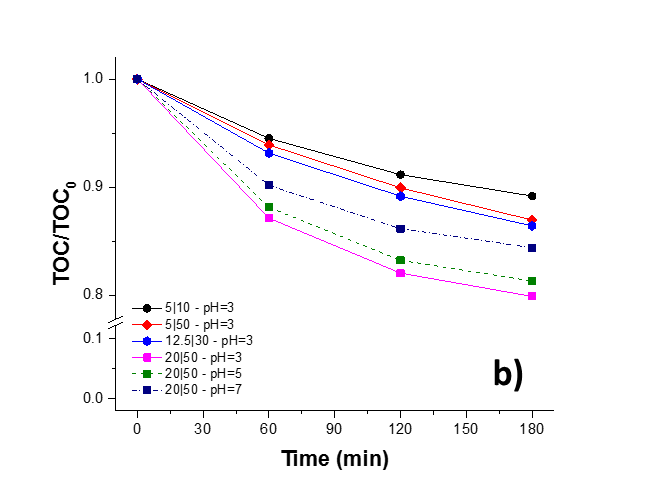 1.0
0.9
0.8
0.1
0.0
TOC/TOC0
5|10 - pH=3
5|50 - pH=3
12.5|30 - pH=3
20|50 - pH=3
20|50 - pH=5
20|50 - pH=7
b)
0 30 60 90 120 150 180
Time (min)